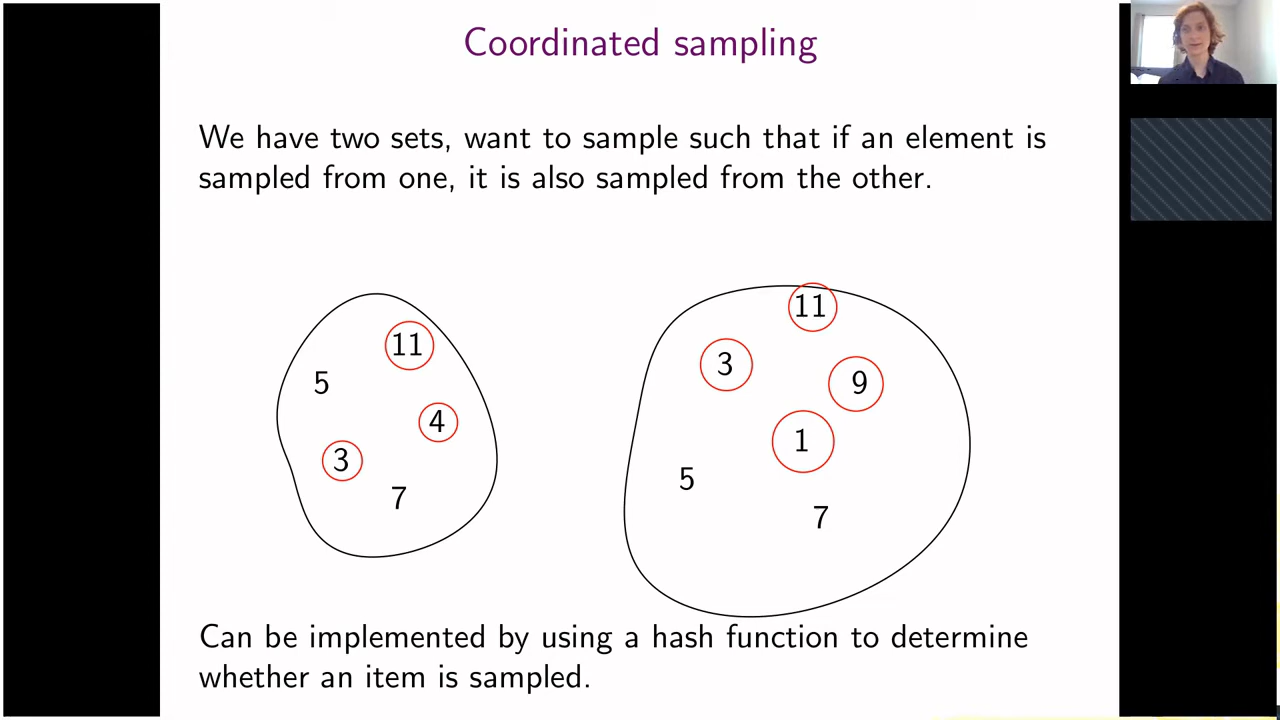 Coordinated sampling
We have two sets, want to sample such that if an element is
sampled from one, it is also sampled from the other.
11
5
4
3
7
11
3
9
1
5
7
Can be implemented by using a hash function to determine
whether an item is sampled.